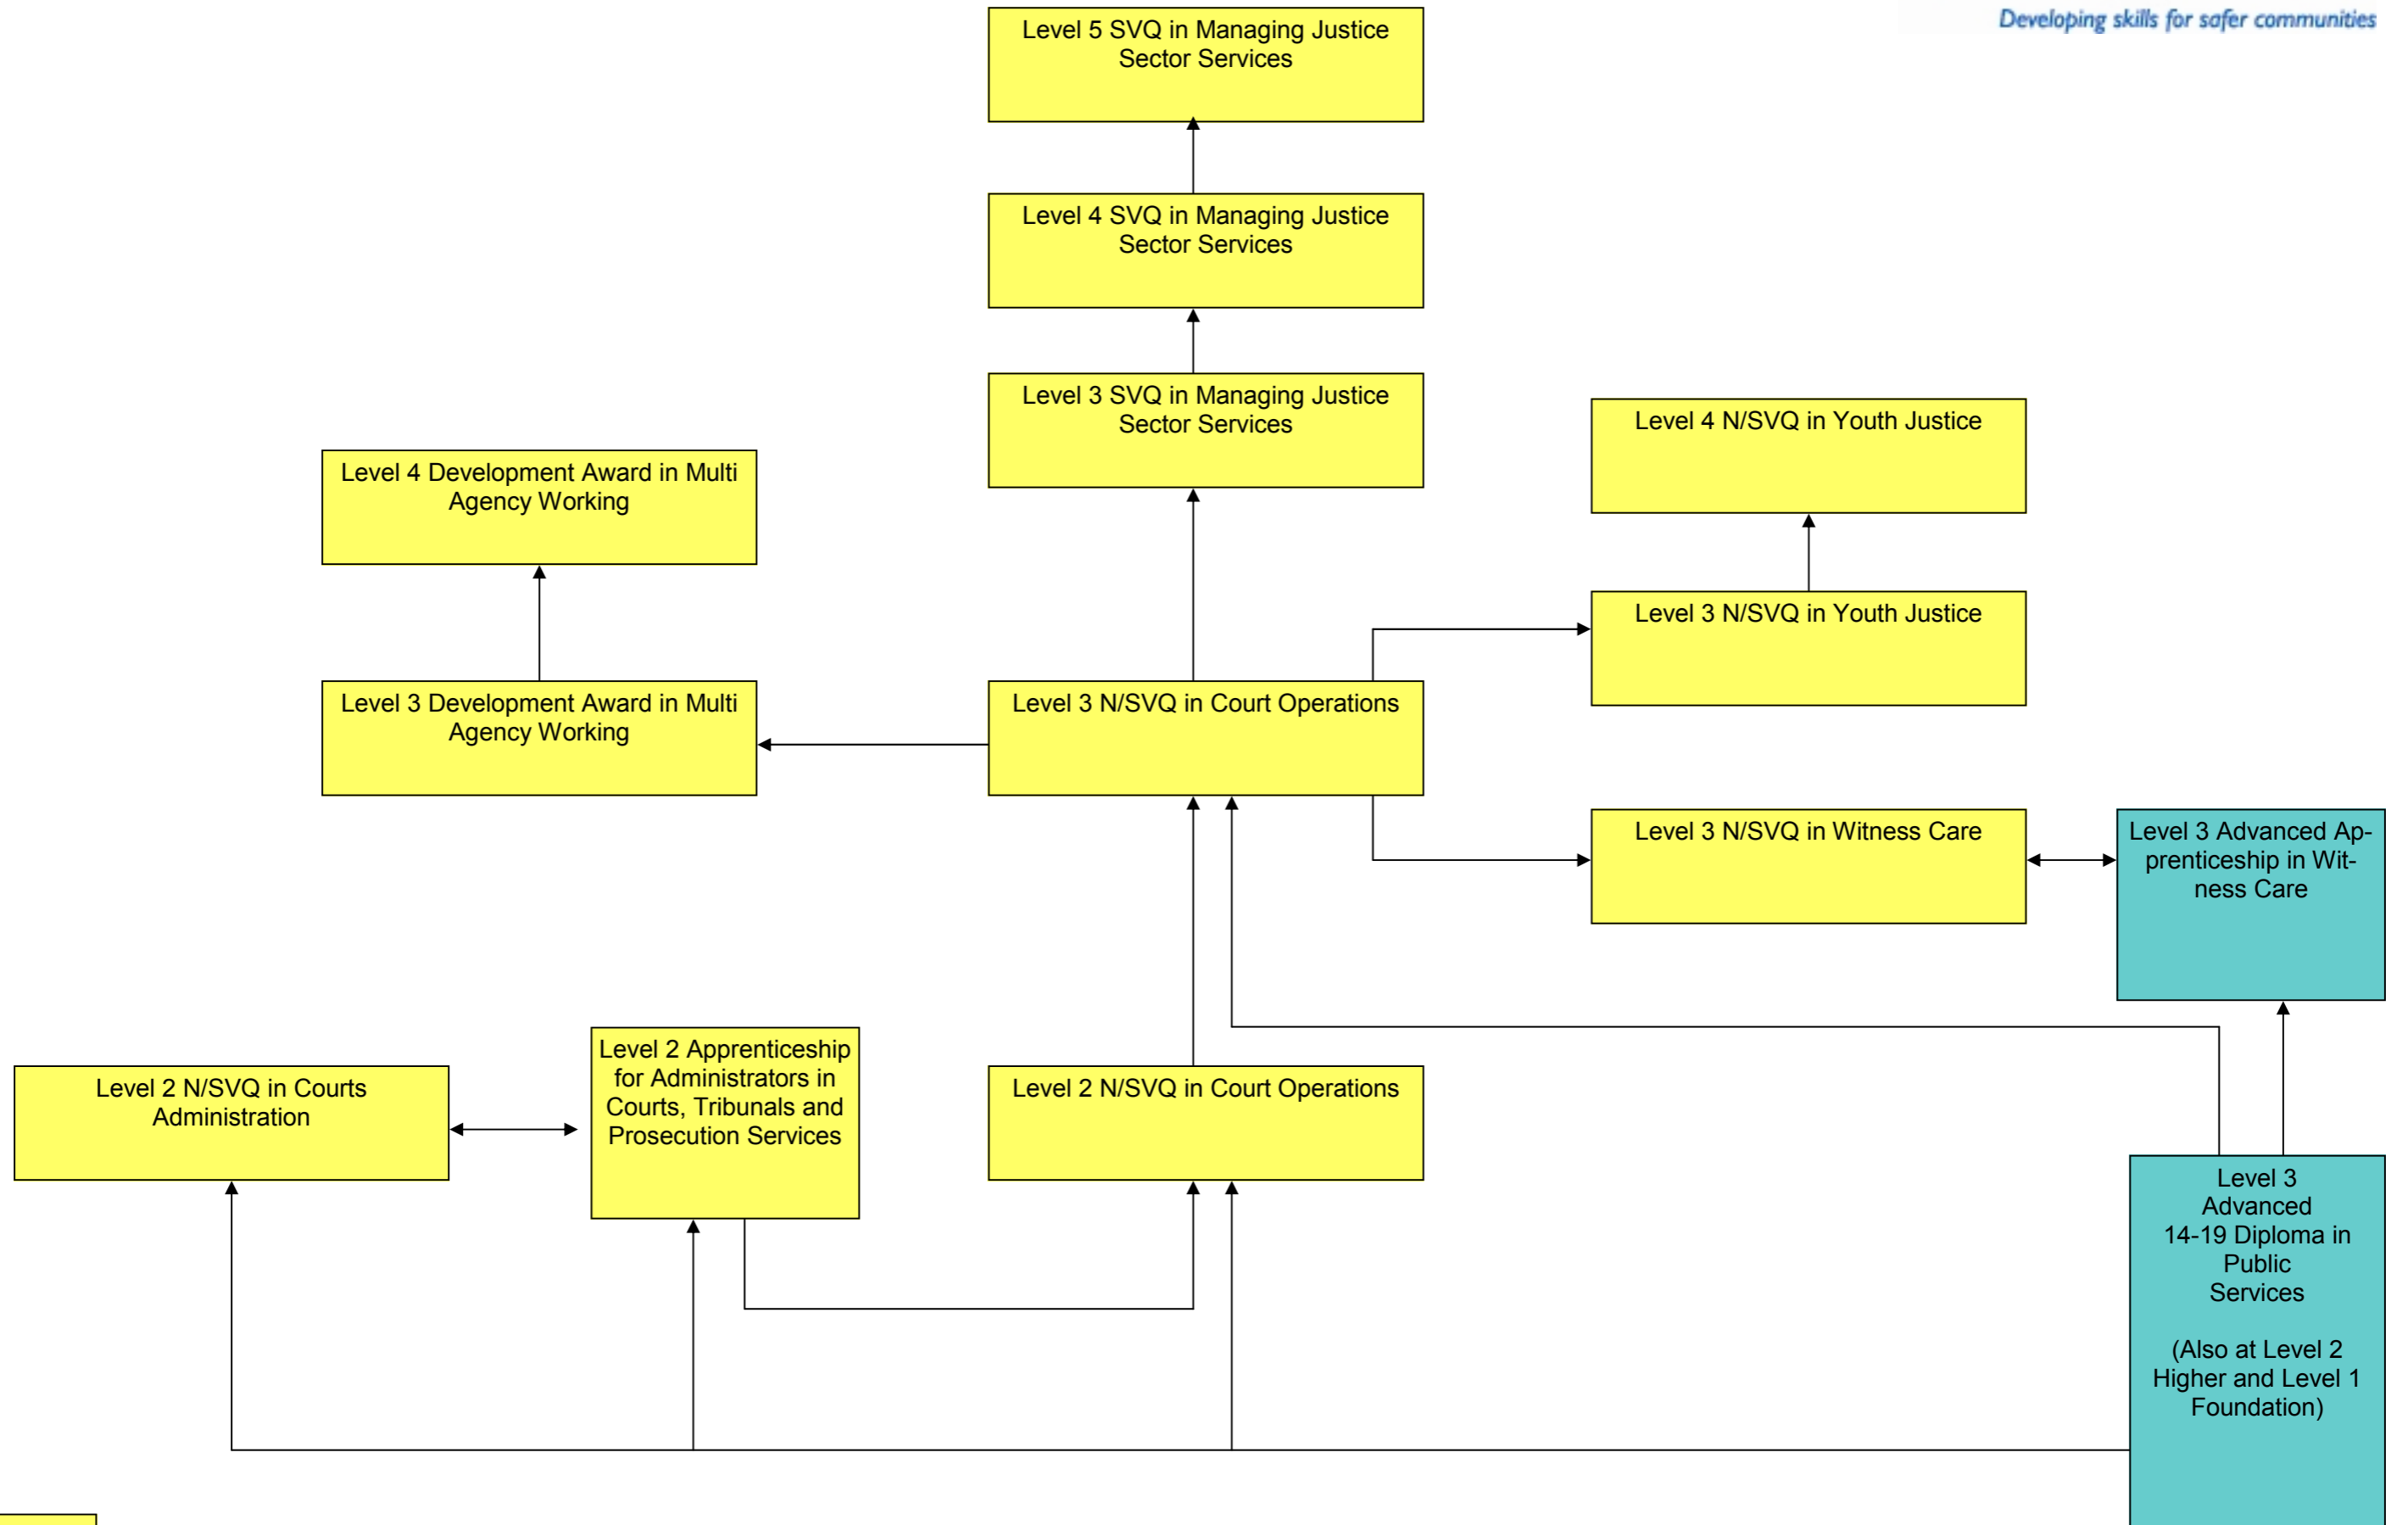 Developing skills for safer communities
Level 5 SVQ in Managing Justice
Sector Services
Level 4 SVQ in Managing Justice
Sector Services
Level 3 SVQ in Managing Justice
Sector Services
Level 4 N/SVQ in Youth Justice
Level 4 Development Award in Multi
Agency Working
Level 3 N/SVQ in Youth Justice
Level 3 Development Award in Multi
Agency Working
Level 3 N/SVQ in Court Operations
Level 3 N/SVQ in Witness Care
Level 3 Advanced Ap-
prenticeship in Wit-
ness Care
Level 2 N/SVQ in Courts
Administration
Level 2 Apprenticeship
for Administrators in
Courts, Tribunals and
Prosecution Services
Level 2 N/SVQ in Court Operations
Level 3
Advanced
14-19 Diploma in
Public
Services
(Also at Level 2
Higher and Level 1
Foundation)